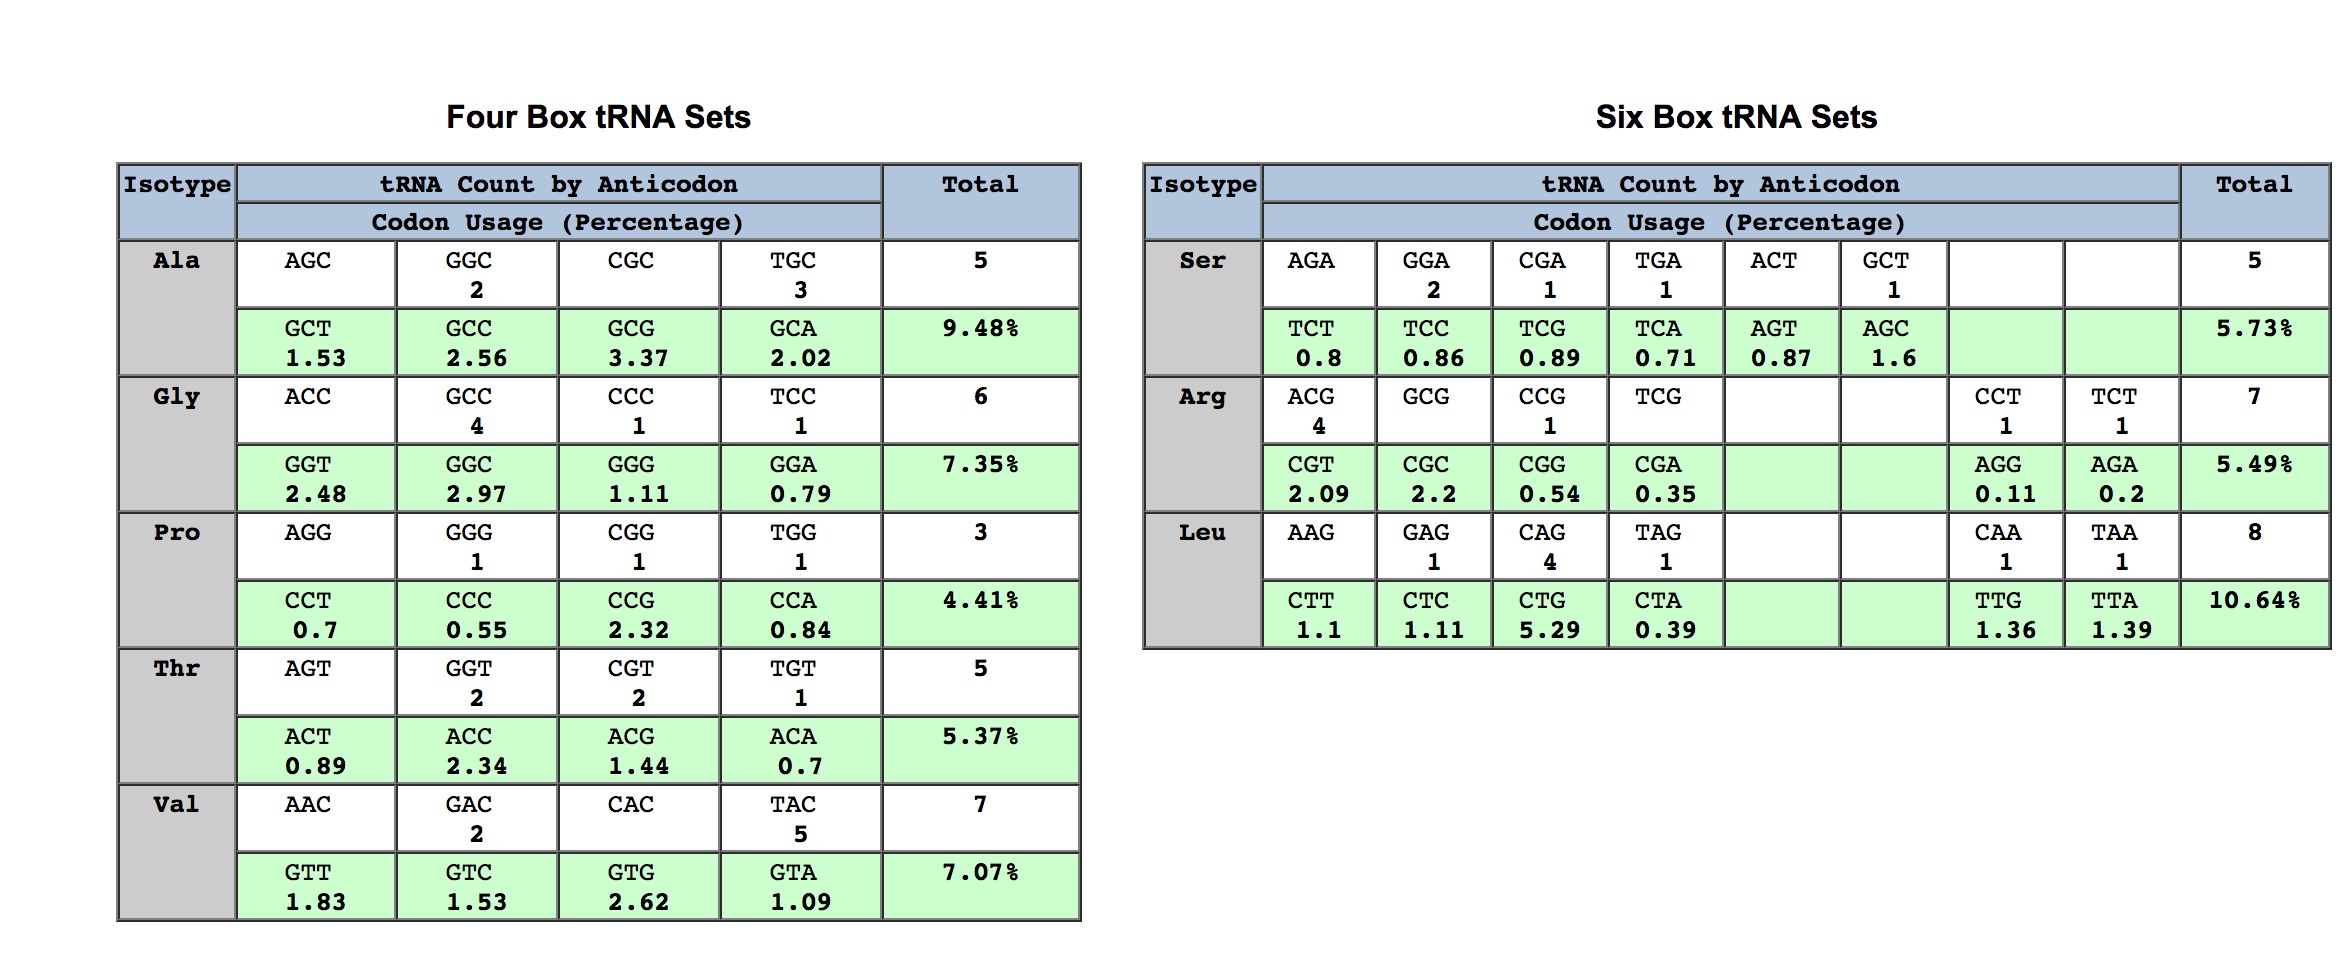 Four Box tRNA Sets
Isotype tRNA Count by Anticodon Total
Codon Usage (Percentage)
Ala AGC GGC CGC TGC 5
2 3
GCT GCC GCG GCA 9.48%
1.53 2.56 3.37 2.02
Gly ACC GCC CCC TCC 6
4 1 1
GGT GGC GGG GGA 7.35%
2.48 2.97 1.11 0.79
Pro AGG GGG CGG TGG 3
1 1 1
CCT CCC CCG CCA 4.41%
0.7 0.55 2.32 0.84
Thr AGT GGT CGT TGT 5
2 2 1
ACT ACC ACG ACA 5.37%
0.89 2.34 1.44 0.7
Val AAC GAC CAC TAC 7
2 5
GTT GTC GTG GTA 7.07%
1.83 1.53 2.62 1.09
Six Box tRNA Sets
Isotype tRNA Count by Anticodon Total
Codon Usage (Percentage)
Ser AGA GGA CGA TGA ACT GCT 5
2 1 1 1
TCT TCC TCG TCA AGT AGC 5.73%
0.8 0.86 0.89 0.71 0.87 1.6
Arg ACG GCG CCG TCG CCT TCT 7
4 1 1 1
CGT CGC CGG CGA AGG AGA 5.49%
2.09 2.2 0.54 0.35 0.11 0.2
Leu AAG GAG CAG TAG CAA TAA 8
1 4 1 1 1
CTT CTC CTG CTA TTG TTA 10.64%
1.1 1.11 5.29 0.39 1.36 1.39